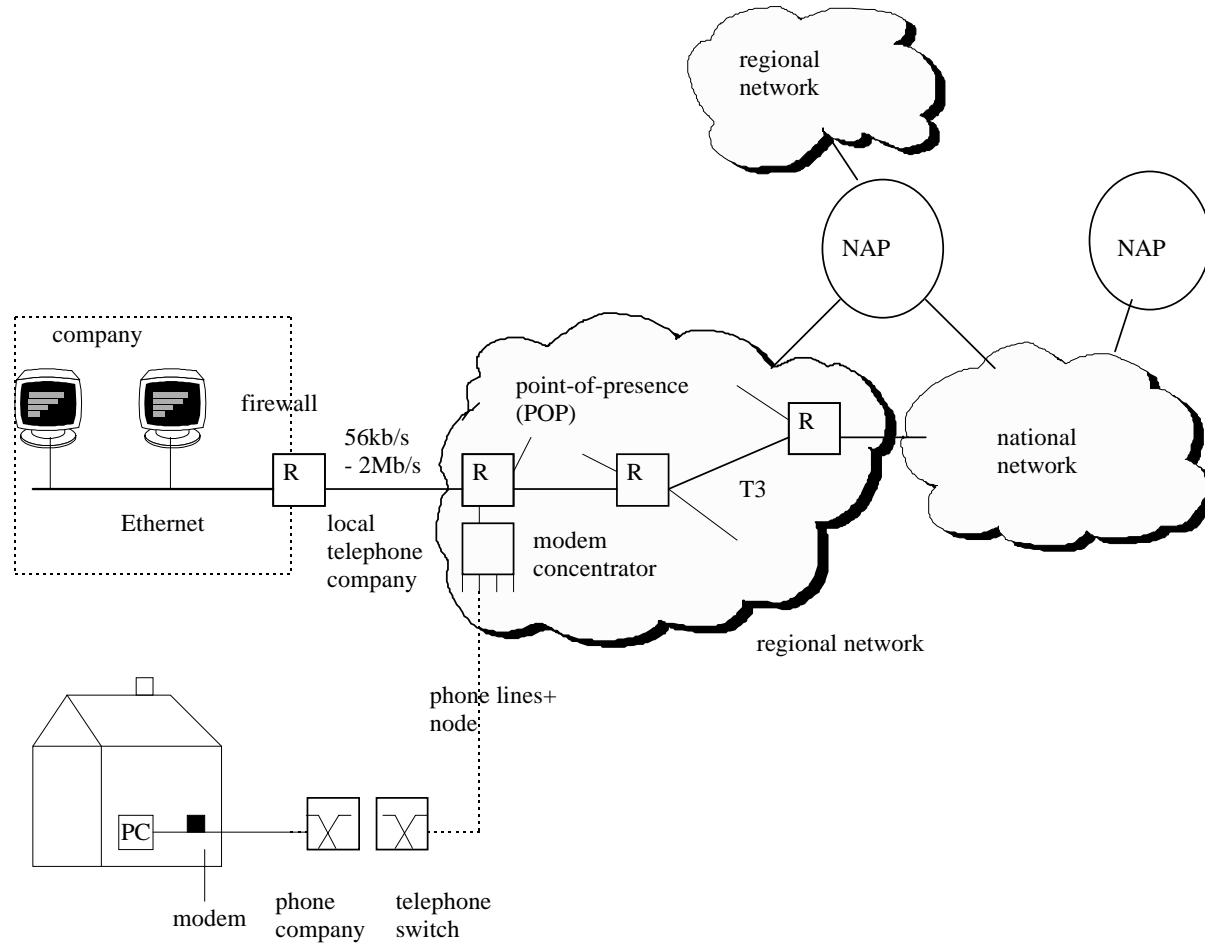 regional
network
NAP
NAP
company
firewall
point-of-presence
(POP)
R
56kb/s
- 2Mb/s
national
network
R
R
R
T3
Ethernet
local
telephone
company
modem
concentrator
regional network
phone lines+
node
PC
modem
phone
company
telephone
switch